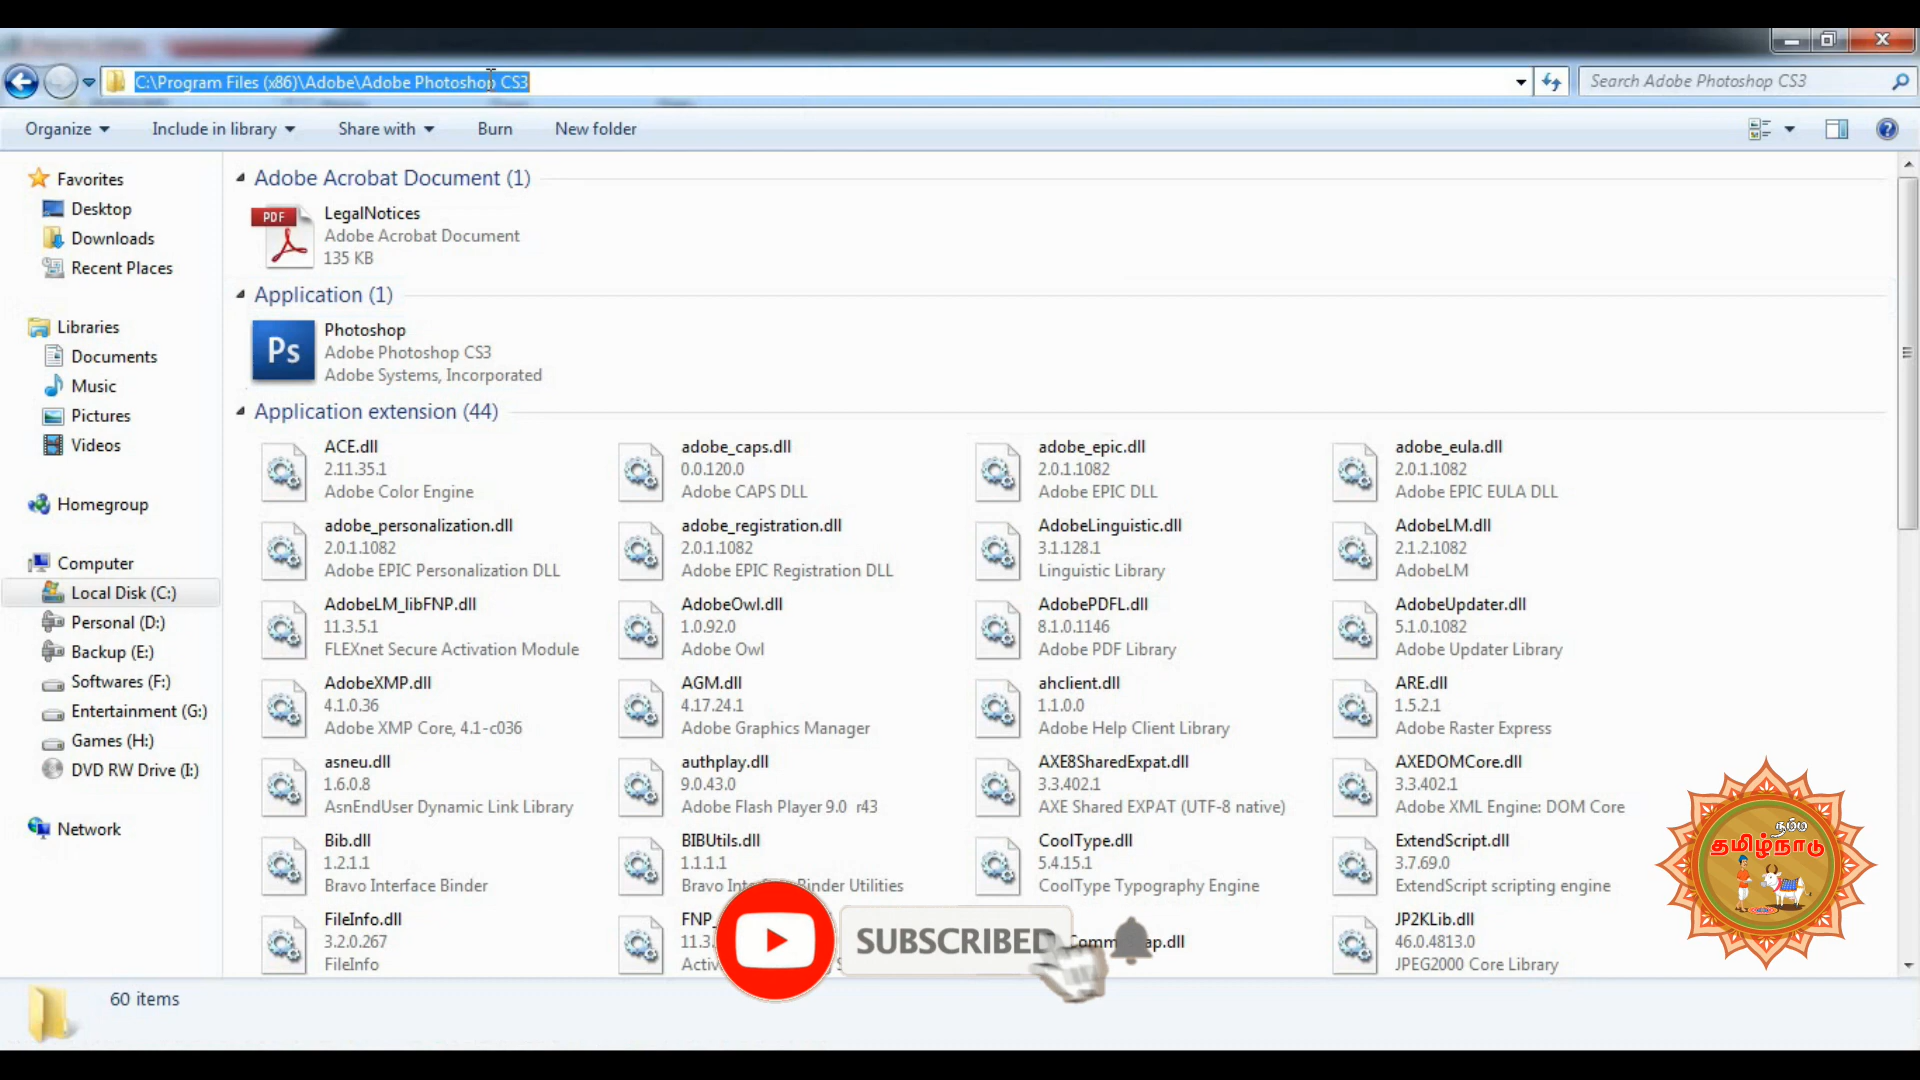 C:\Program Files (x86)\Adobe\Adobe Photoshop CS3
Search Adobe Photoshop CS3
Organize Include in library Share with Burn New folder
Favorites
Desktop
Downloads
Recent Places
Libraries
Documents
Music
Pictures
Videos
Homegroup
Computer
Local Disk (C:)
Personal (D:)
Backup (E:)
Softwares (F:)
Entertainment (G:)
Games (H:)
DVD RW Drive (I:)
Network
Adobe Acrobat Document (1)
PDF
LegalNotices
Adobe Acrobat Document
135 KB
Application (1)
Ps
Photoshop
Adobe Photoshop CS3
Adobe Systems, Incorporated
Application extension (44)
ACE.dll adobe_caps.dll adobe_epic.dll adobe_eula.dll
2.11.35.1 0.0.120.0 2.0.1.1082 2.0.1.1082
Adobe Color Engine Adobe CAPS DLL Adobe EPIC DLL Adobe EPIC EULA DLL
adobe_personalization.dll adobe_registration.dll AdobeLinguistic.dll AdobeLM.dll
2.0.1.1082 2.0.1.1082 3.1.128.1 2.1.2.1082
Adobe EPIC Personalization DLL Adobe EPIC Registration DLL Linguistic Library AdobeLM
AdobeLM_libFNP.dll AdobeOwl.dll AdobePDFL.dll AdobeUpdater.dll
11.3.5.1 1.0.92.0 8.1.0.1146 5.1.0.1082
FLEXnet Secure Activation Module Adobe Owl Adobe PDF Library Adobe Updater Library
AdobeXMP.dll AGM.dll ahclient.dll ARE.dll
4.1.0.36 4.17.24.1 1.1.0.0 1.5.2.1
Adobe XMP Core, 4.1-c036 Adobe Graphics Manager Adobe Help Client Library Adobe Raster Express
asneu.dll authplay.dll AXE8SharedExpat.dll AXEDOMCore.dll
1.6.0.8 9.0.43.0 3.3.402.1 3.3.402.1
AsnEndUser Dynamic Link Library Adobe Flash Player 9.0 r43 AXE Shared EXPAT (UTF-8 native) Adobe XML Engine: DOM Core
Bib.dll BIBUtils.dll CoolType.dll ExtendScript.dll
1.2.1.1 1.1.1.1 5.4.15.1 3.7.69.0
Bravo Interface Binder Bravo Binder Utilities CoolType Typography Engine ExtendScript scripting engine
FileInfo.dll FNP_ JP2KLib.dll
3.2.0.267 11.3. 46.0.4813.0
FileInfo JPEG2000 Core Library
SUBSCRIBED
நம்ம
தமிழ்நாடு
60 items